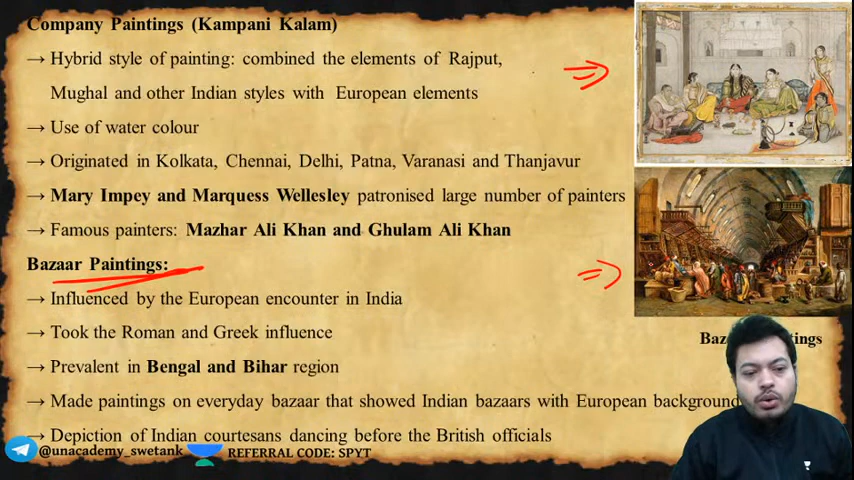 Company Paintings (Kampani Kalam)
→ Hybrid style of painting: combined the elements of Rajput,
Mughal and other Indian styles with European elements
→ Use of water colour
→ Originated in Kolkata, Chennai, Delhi, Patna, Varanasi and Thanjavur
→ Mary Impey and Marquess Wellesley patronised large number of painters
→ Famous painters: Mazhar Ali Khan and Ghulam Ali Khan
Bazaar Paintings:
→ Influenced by the European encounter in India
→ Took the Roman and Greek influence
→ Prevalent in Bengal and Bihar region
→ Made paintings on everyday bazaar that showed Indian bazaars with European background
→ Depiction of Indian courtesans dancing before the British officials
@unacademy_swetank
REFERRAL CODE: SPYT